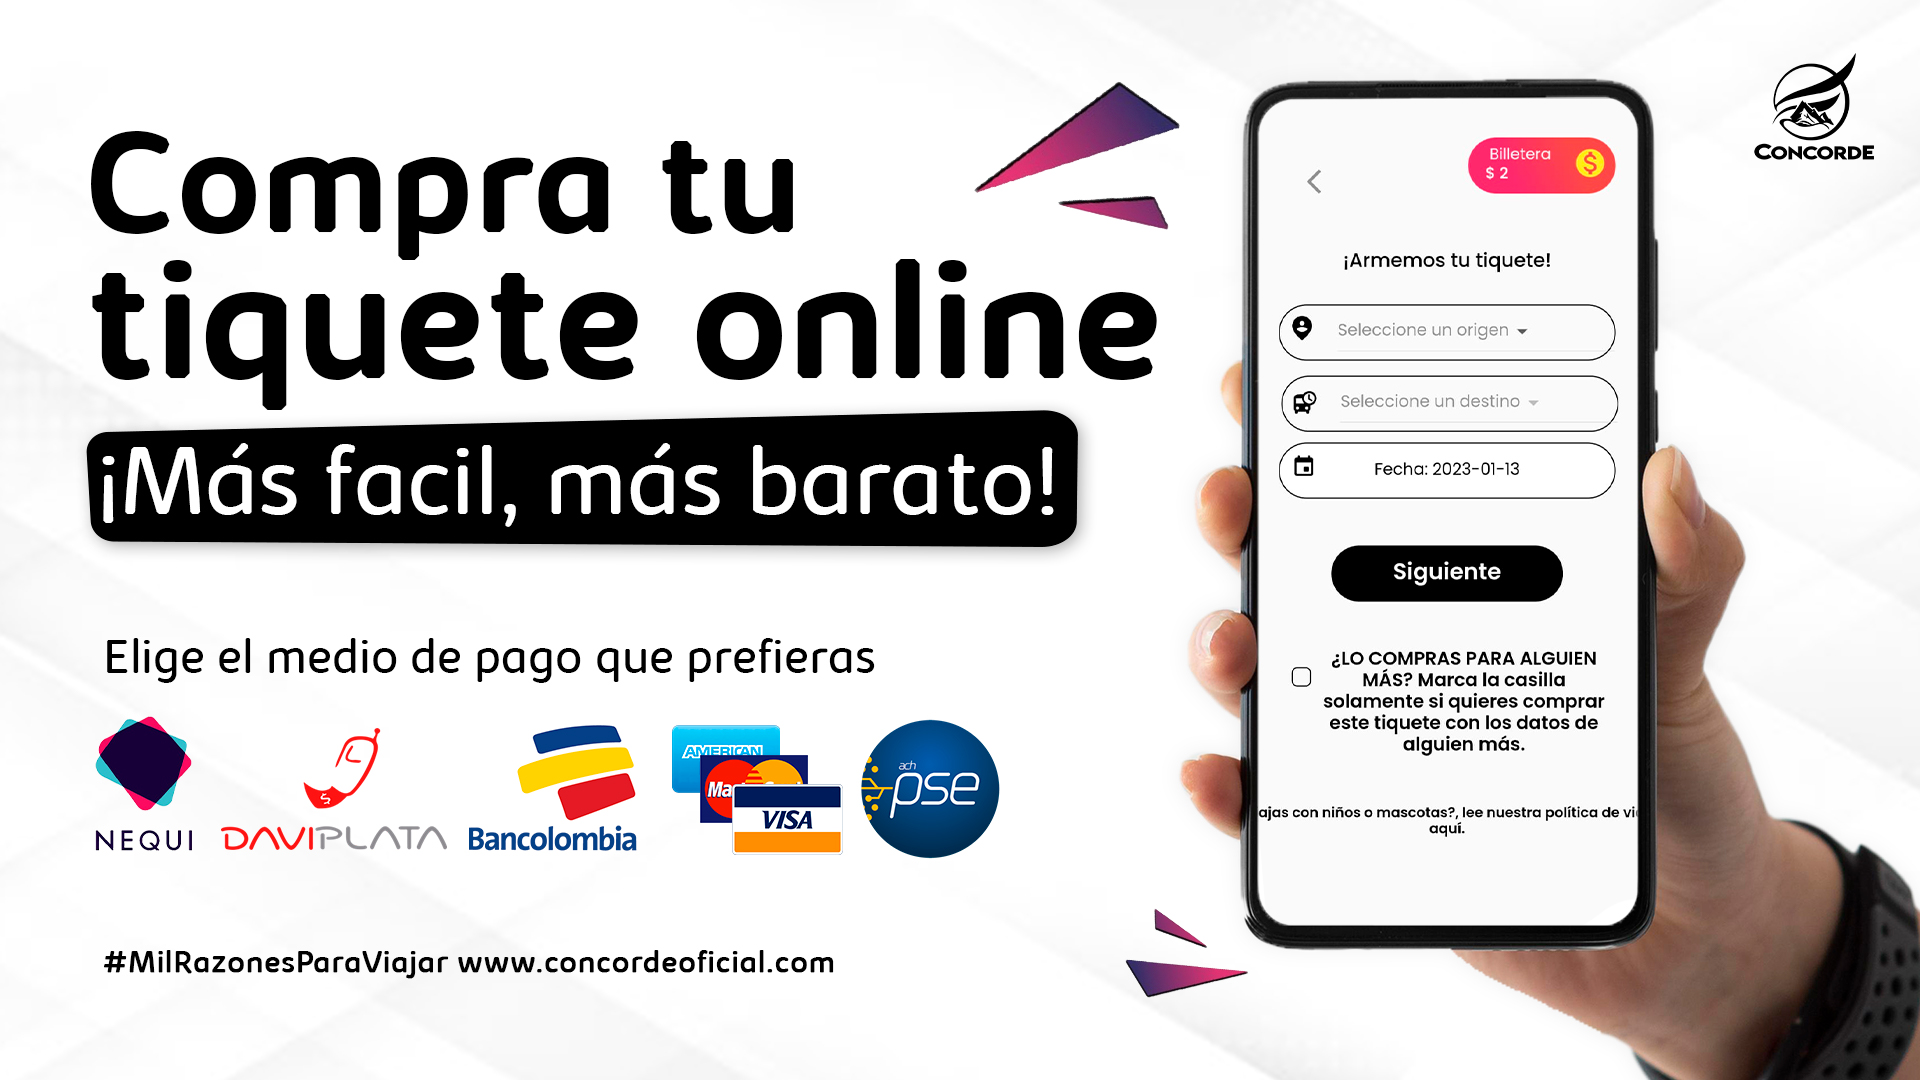 Compra tu
tiquete online
¡Más facil, más barato!
Elige el medio de pago que prefieras
NEQUI
DAVIPLATA
Bancolombia
AMERICAN
VISA
ach
pse
#MilRazonesParaViajar www.concordeoficial.com
CONCORDE
Billetera
$ 2
¡Armemos tu tiquete!
Seleccione un origen
Seleccione un destino
Fecha: 2023-01-13
Siguiente
¿LO COMPRAS PARA ALGUIEN
MÁS? Marca la casilla
solamente si quieres comprar
este tiquete con los datos de
alguien más.
con niños o mascotas?, lee nuestra política de
aquí.